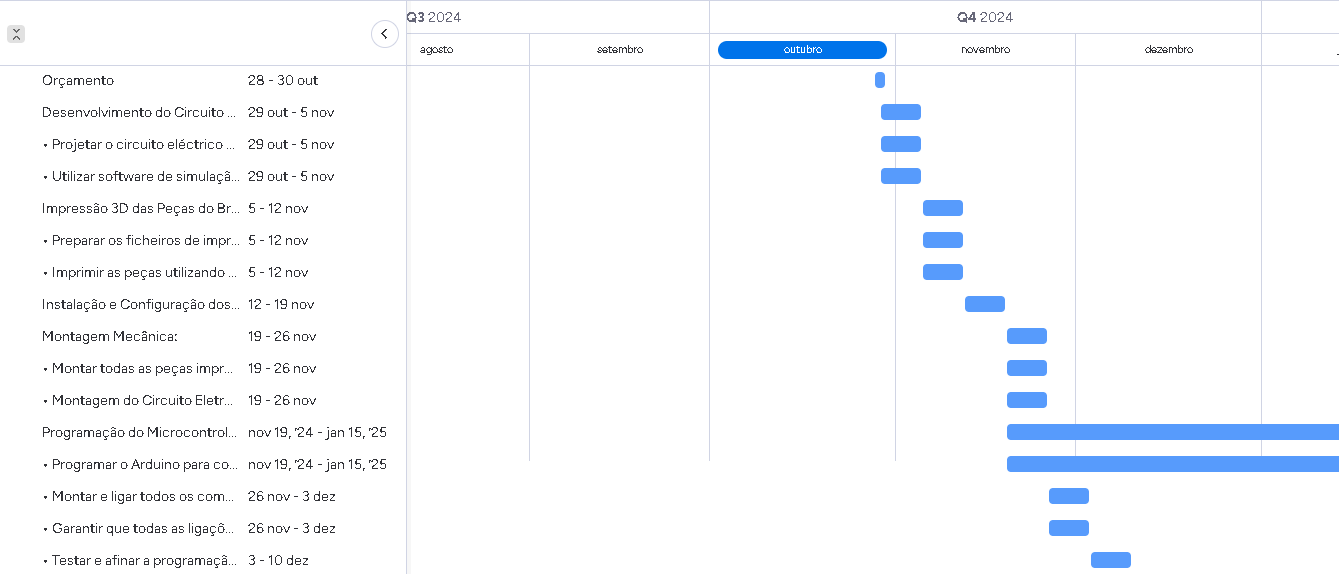 Q3 2024
Q4 2024
agosto
setembro
outubro
novembro
dezembro
Orçamento 28 - 30 out
Desenvolvimento do Circuito ... 29 out - 5 nov
• Projetar o circuito eléctrico ... 29 out - 5 nov
• Utilizar software de simulaçã... 29 out - 5 nov
Impressão 3D das Peças do Br... 5 - 12 nov
• Preparar os ficheiros de impr... 5 - 12 nov
• Imprimir as peças utilizando ... 5 - 12 nov
Instalação e Configuração dos... 12 - 19 nov
Montagem Mecânica: 19 - 26 nov
• Montar todas as peças impr... 19 - 26 nov
• Montagem do Circuito Eletr... 19 - 26 nov
Programação do Microcontrol... nov 19, '24 - jan 15, '25
• Programar o Arduino para co... nov 19, '24 - jan 15, '25
• Montar e ligar todos os com... 26 nov - 3 dez
• Garantir que todas as ligaçõ... 26 nov - 3 dez
• Testar e afinar a programaçã... 3 - 10 dez